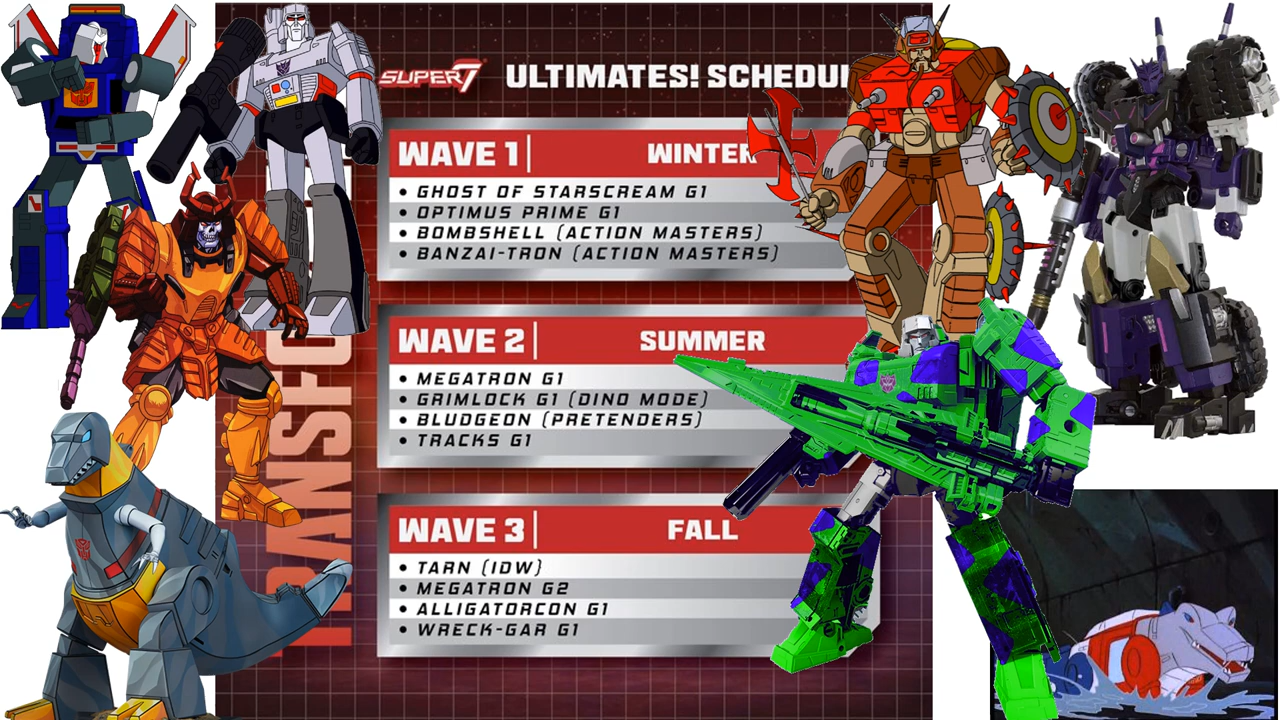 SUPER7 ULTIMATES! SCHEDU
WAVE 1 | WINTER
• GHOST OF STARSCREAM G1
• OPTIMUS PRIME G1
• BOMBSHELL (ACTION MASTERS)
• BANZAI-TRON (ACTION MASTERS)
WAVE 2 | SUMMER
• MEGATRON G1
• GRIMLOCK G1 (DINO MODE)
• BLUDGEON (PRETENDERS)
• TRACKS G1
WAVE 3 | FALL
• TARN (IDW)
• MEGATRON G2
• ALLIGATORCON G1
• WRECK-GAR G1